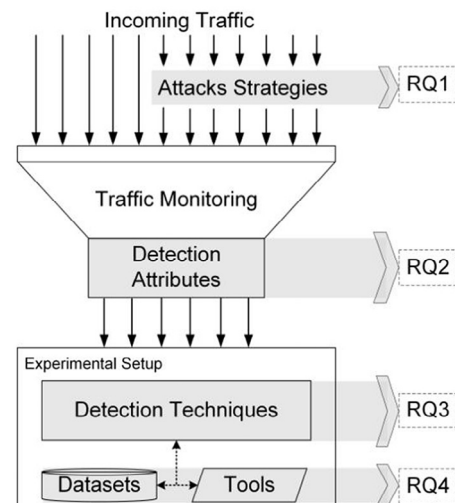 Incoming Traffic
Attacks Strategies
RQ1
Traffic Monitoring
Detection
Attributes
RQ2
Experimental Setup
Detection Techniques
RQ3
Datasets
Tools
RQ4